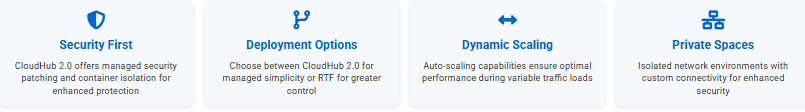 Security First
CloudHub 2.0 offers managed security
patching and container isolation for
enhanced protection
Deployment Options
Choose between CloudHub 2.0 for
managed simplicity or RTF for greater
control
Dynamic Scaling
Auto-scaling capabilities ensure optimal
performance during variable traffic loads
Private Spaces
Isolated network environments with
custom connectivity for enhanced
security